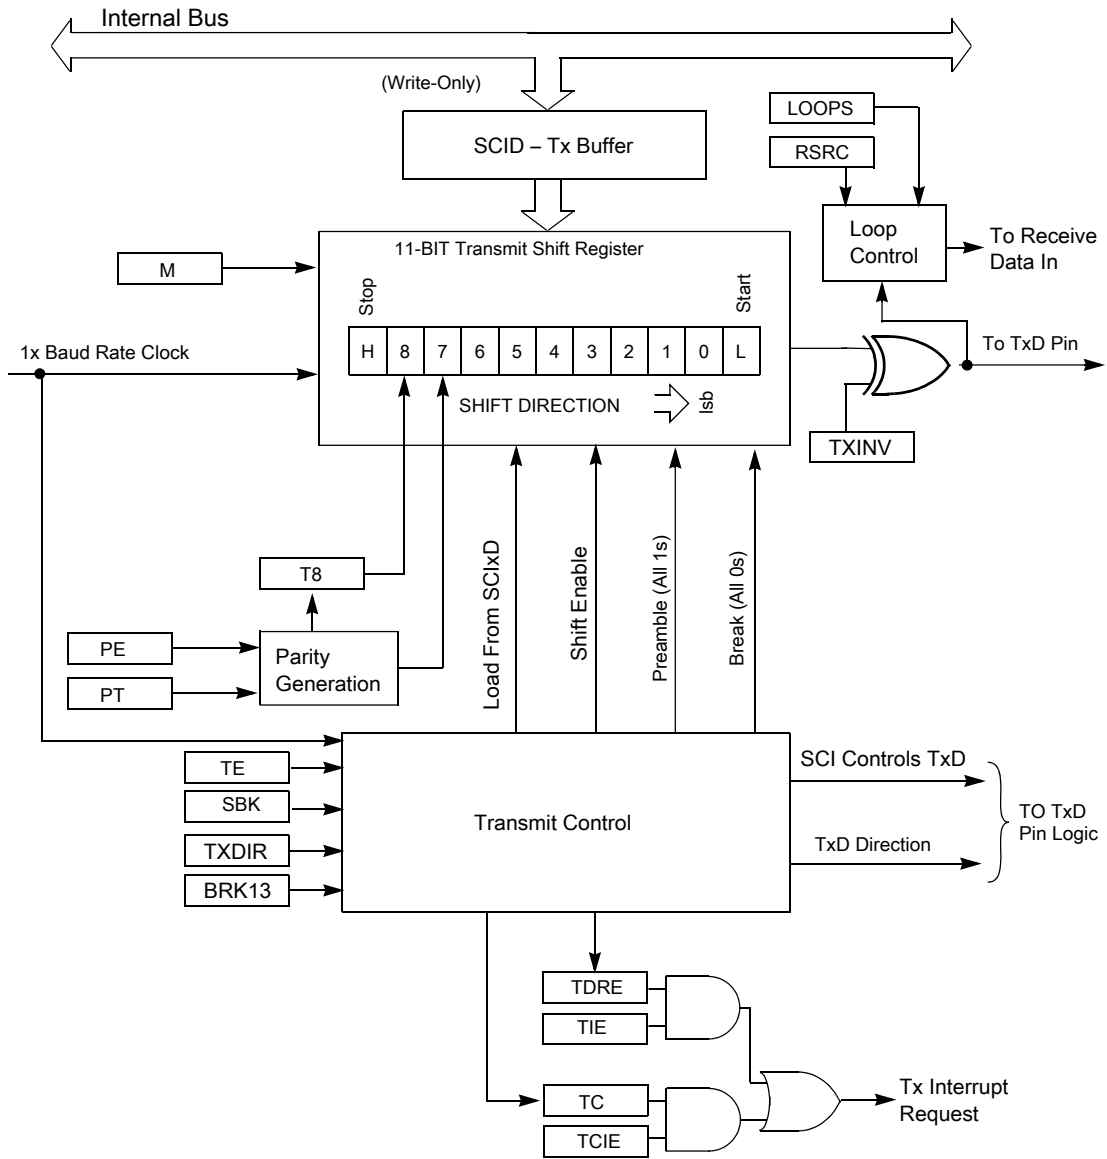 Internal Bus
(Write-Only)
LOOPS
SCID – Tx Buffer
RSRC
11-BIT Transmit Shift Register
Loop
Control
To Receive
Data In
M
Stop
Start
H 8 7 6 5 4 3 2 1 0 L
1x Baud Rate Clock
To TxD Pin
SHIFT DIRECTION
lsb
TXINV
T8
Load From SCIxD
Shift Enable
Preamble (All 1s)
Break (All 0s)
PE
PT
Parity
Generation
TE
SBK
TXDIR
BRK13
Transmit Control
SCI Controls TxD
TxD Direction
TO TxD
Pin Logic
TDRE
TIE
TC
TCIE
Tx Interrupt
Request